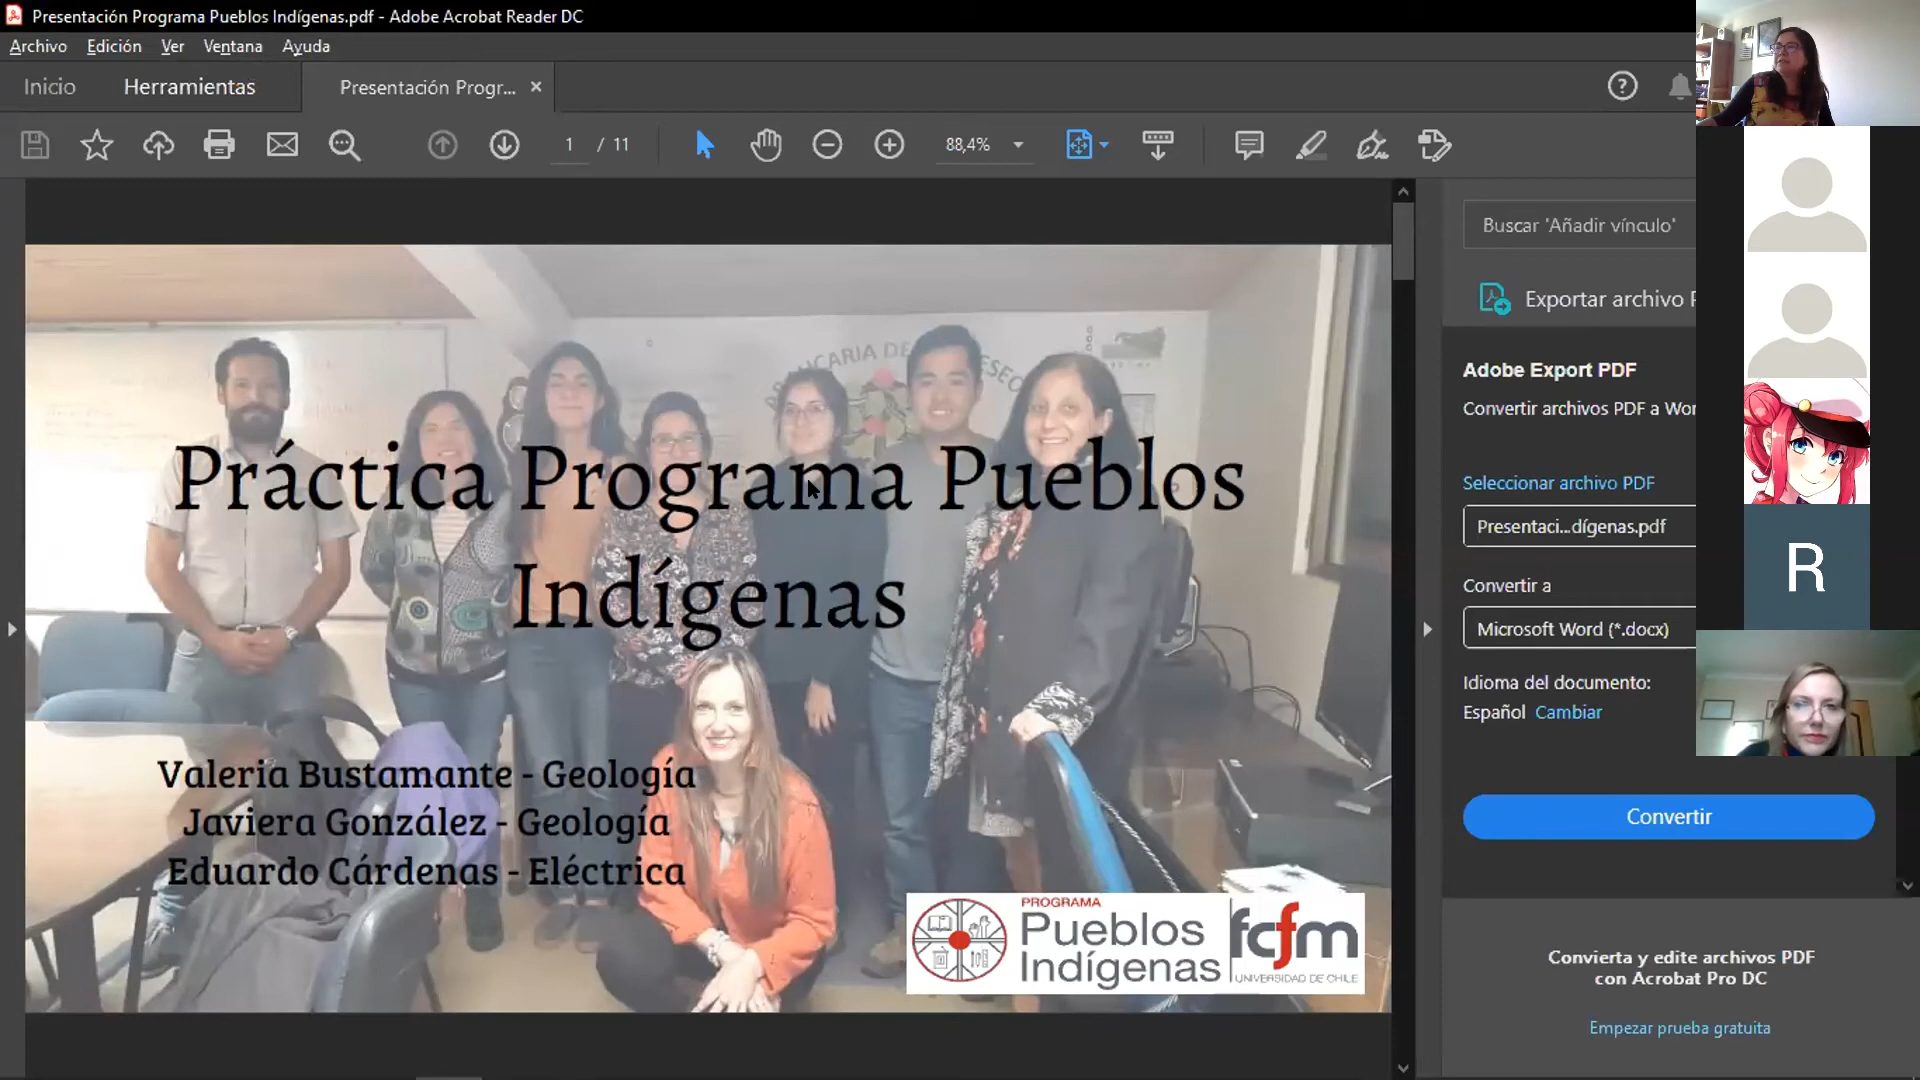 Presentación Programa Pueblos Indígenas.pdf - Adobe Acrobat Reader DC
Archivo Edición Ver Ventana Ayuda
Inicio Herramientas Presentación Progr... ×
1 / 11 88,4%
Buscar 'Añadir vínculo'
Exportar archivo P
Adobe Export PDF
Convertir archivos PDF a Wor
Seleccionar archivo PDF
Presentaci...dígenas.pdf
Convertir a
Microsoft Word (*.docx)
Idioma del documento:
Español Cambiar
Convertir
Convierta y edite archivos PDF
con Acrobat Pro DC
Empezar prueba gratuita
Práctica Programa Pueblos
Indígenas
Valeria Bustamante - Geología
Javiera González - Geología
Eduardo Cárdenas - Eléctrica
PROGRAMA
Pueblos
Indígenas
fcfm
UNIVERSIDAD DE CHILE
R